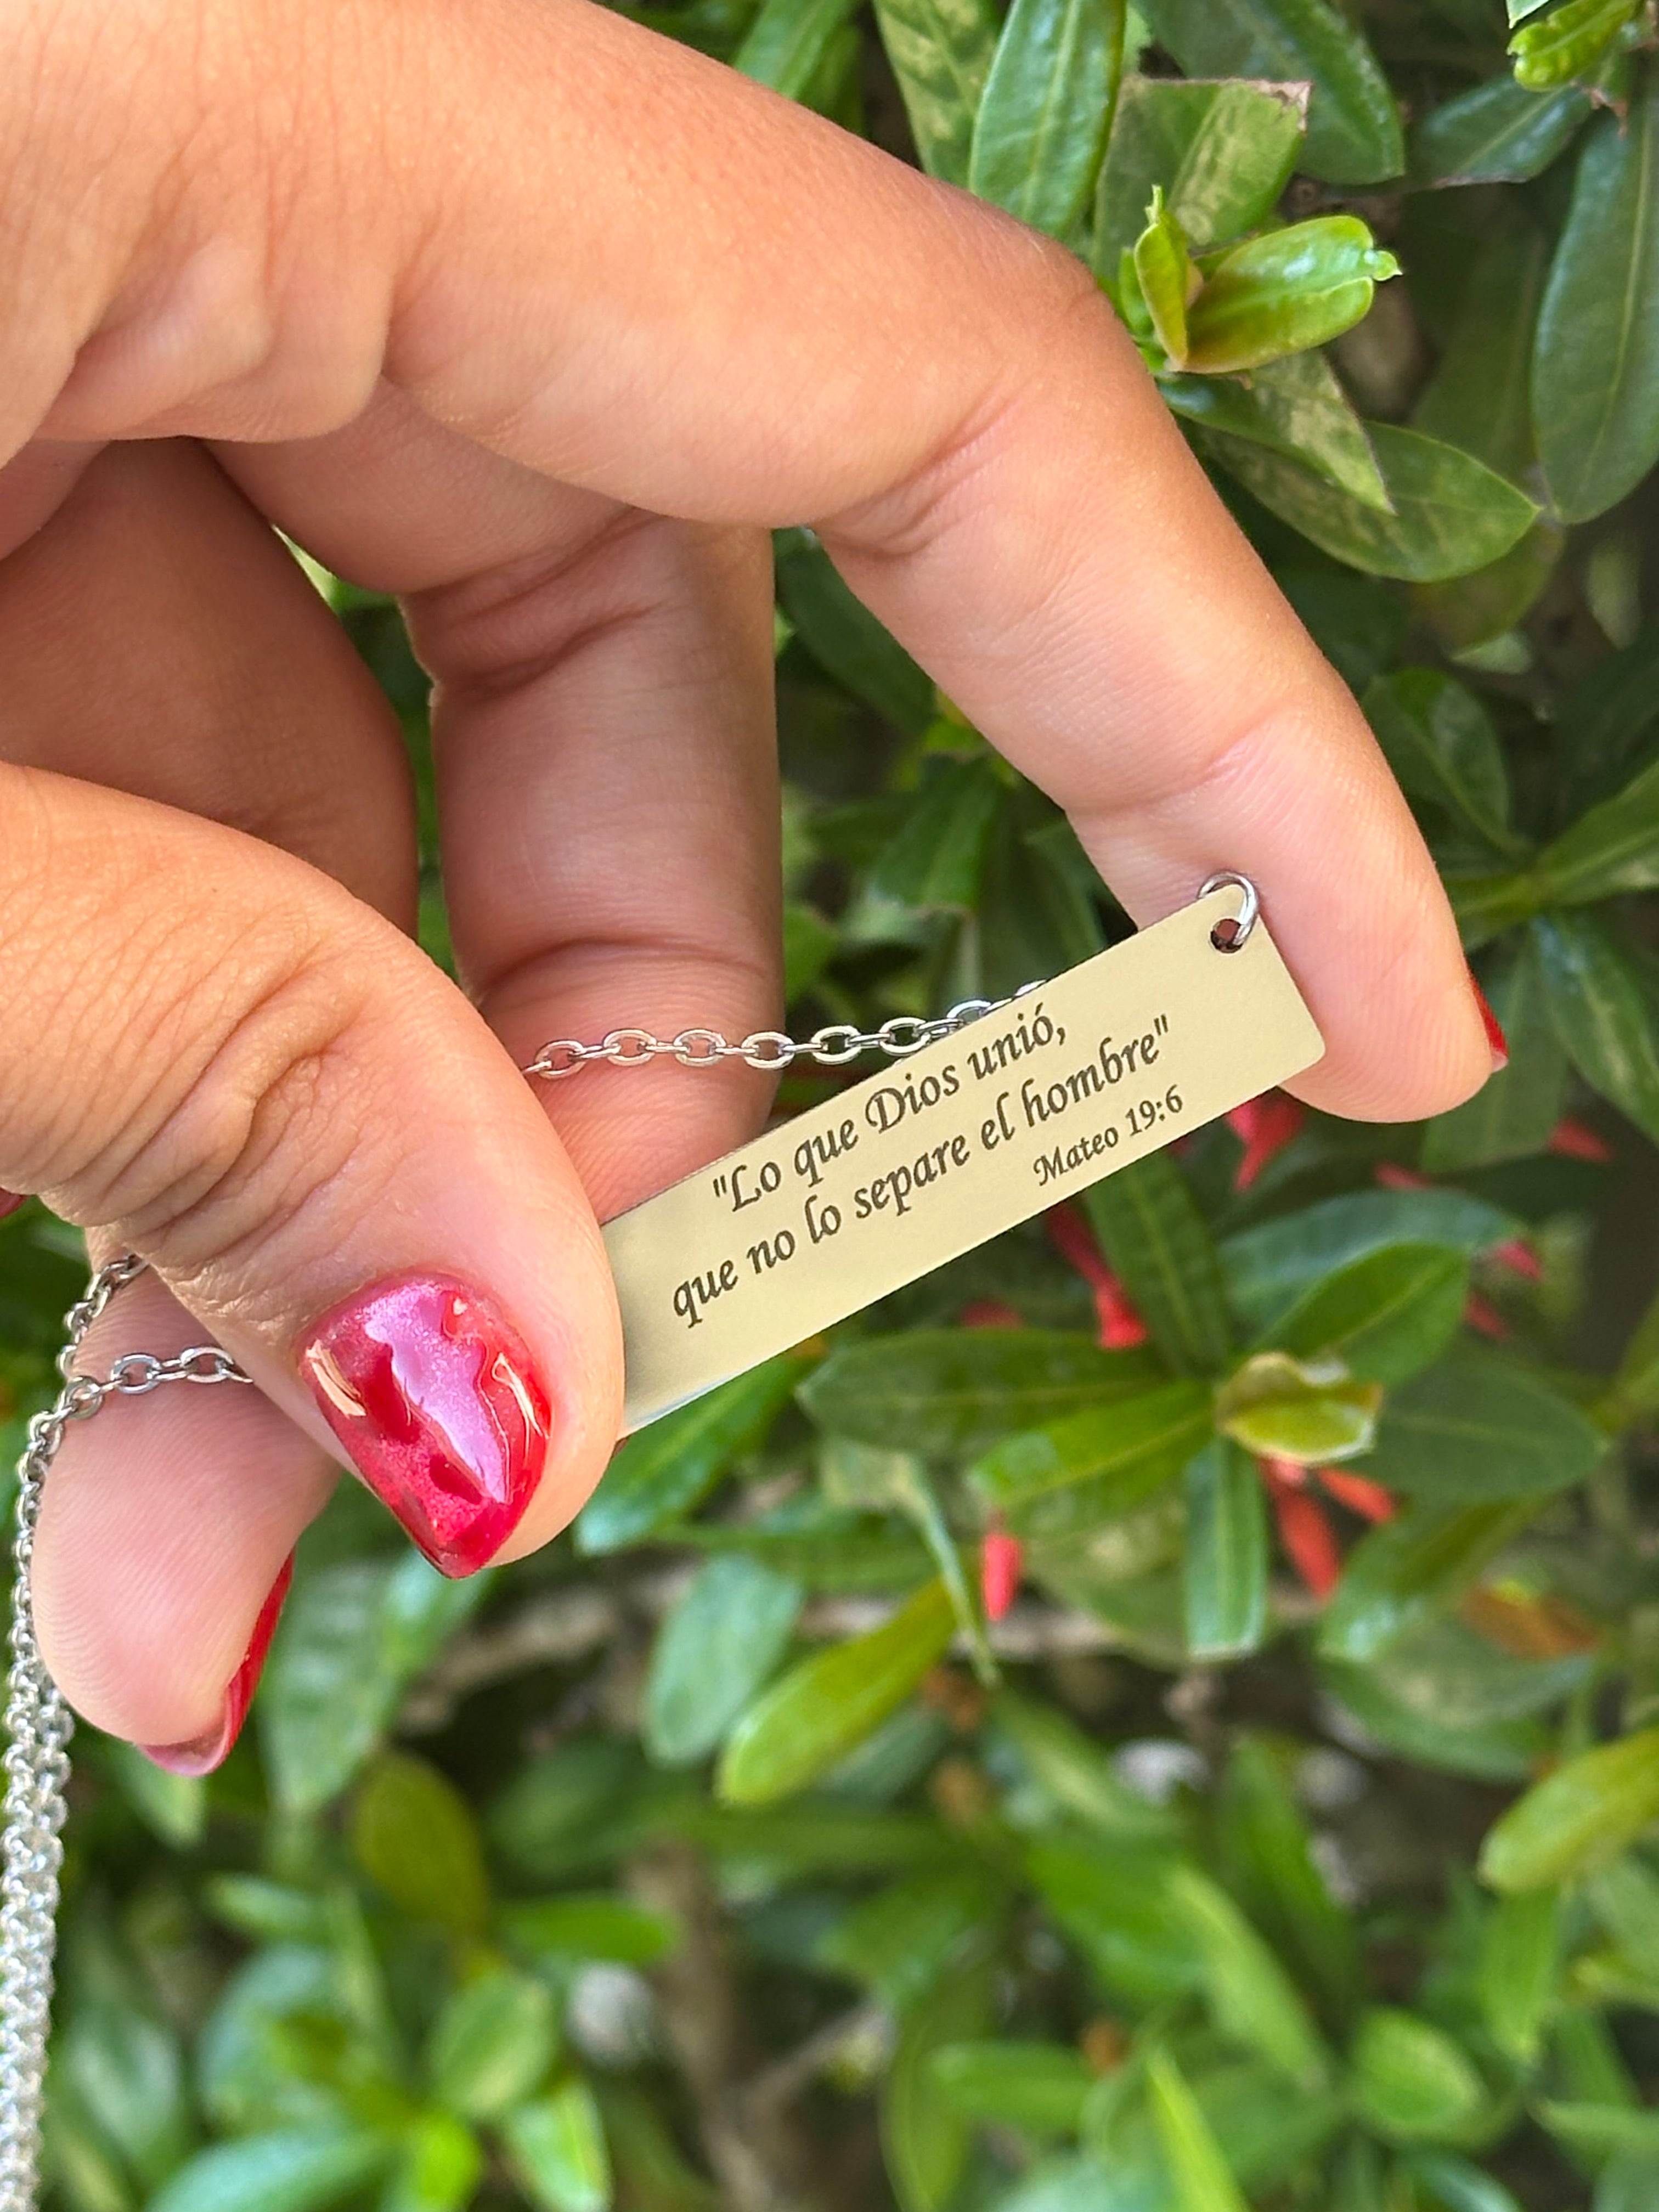 "Lo que Dios unió,
que no lo separe el hombre"
Mateo 19:6